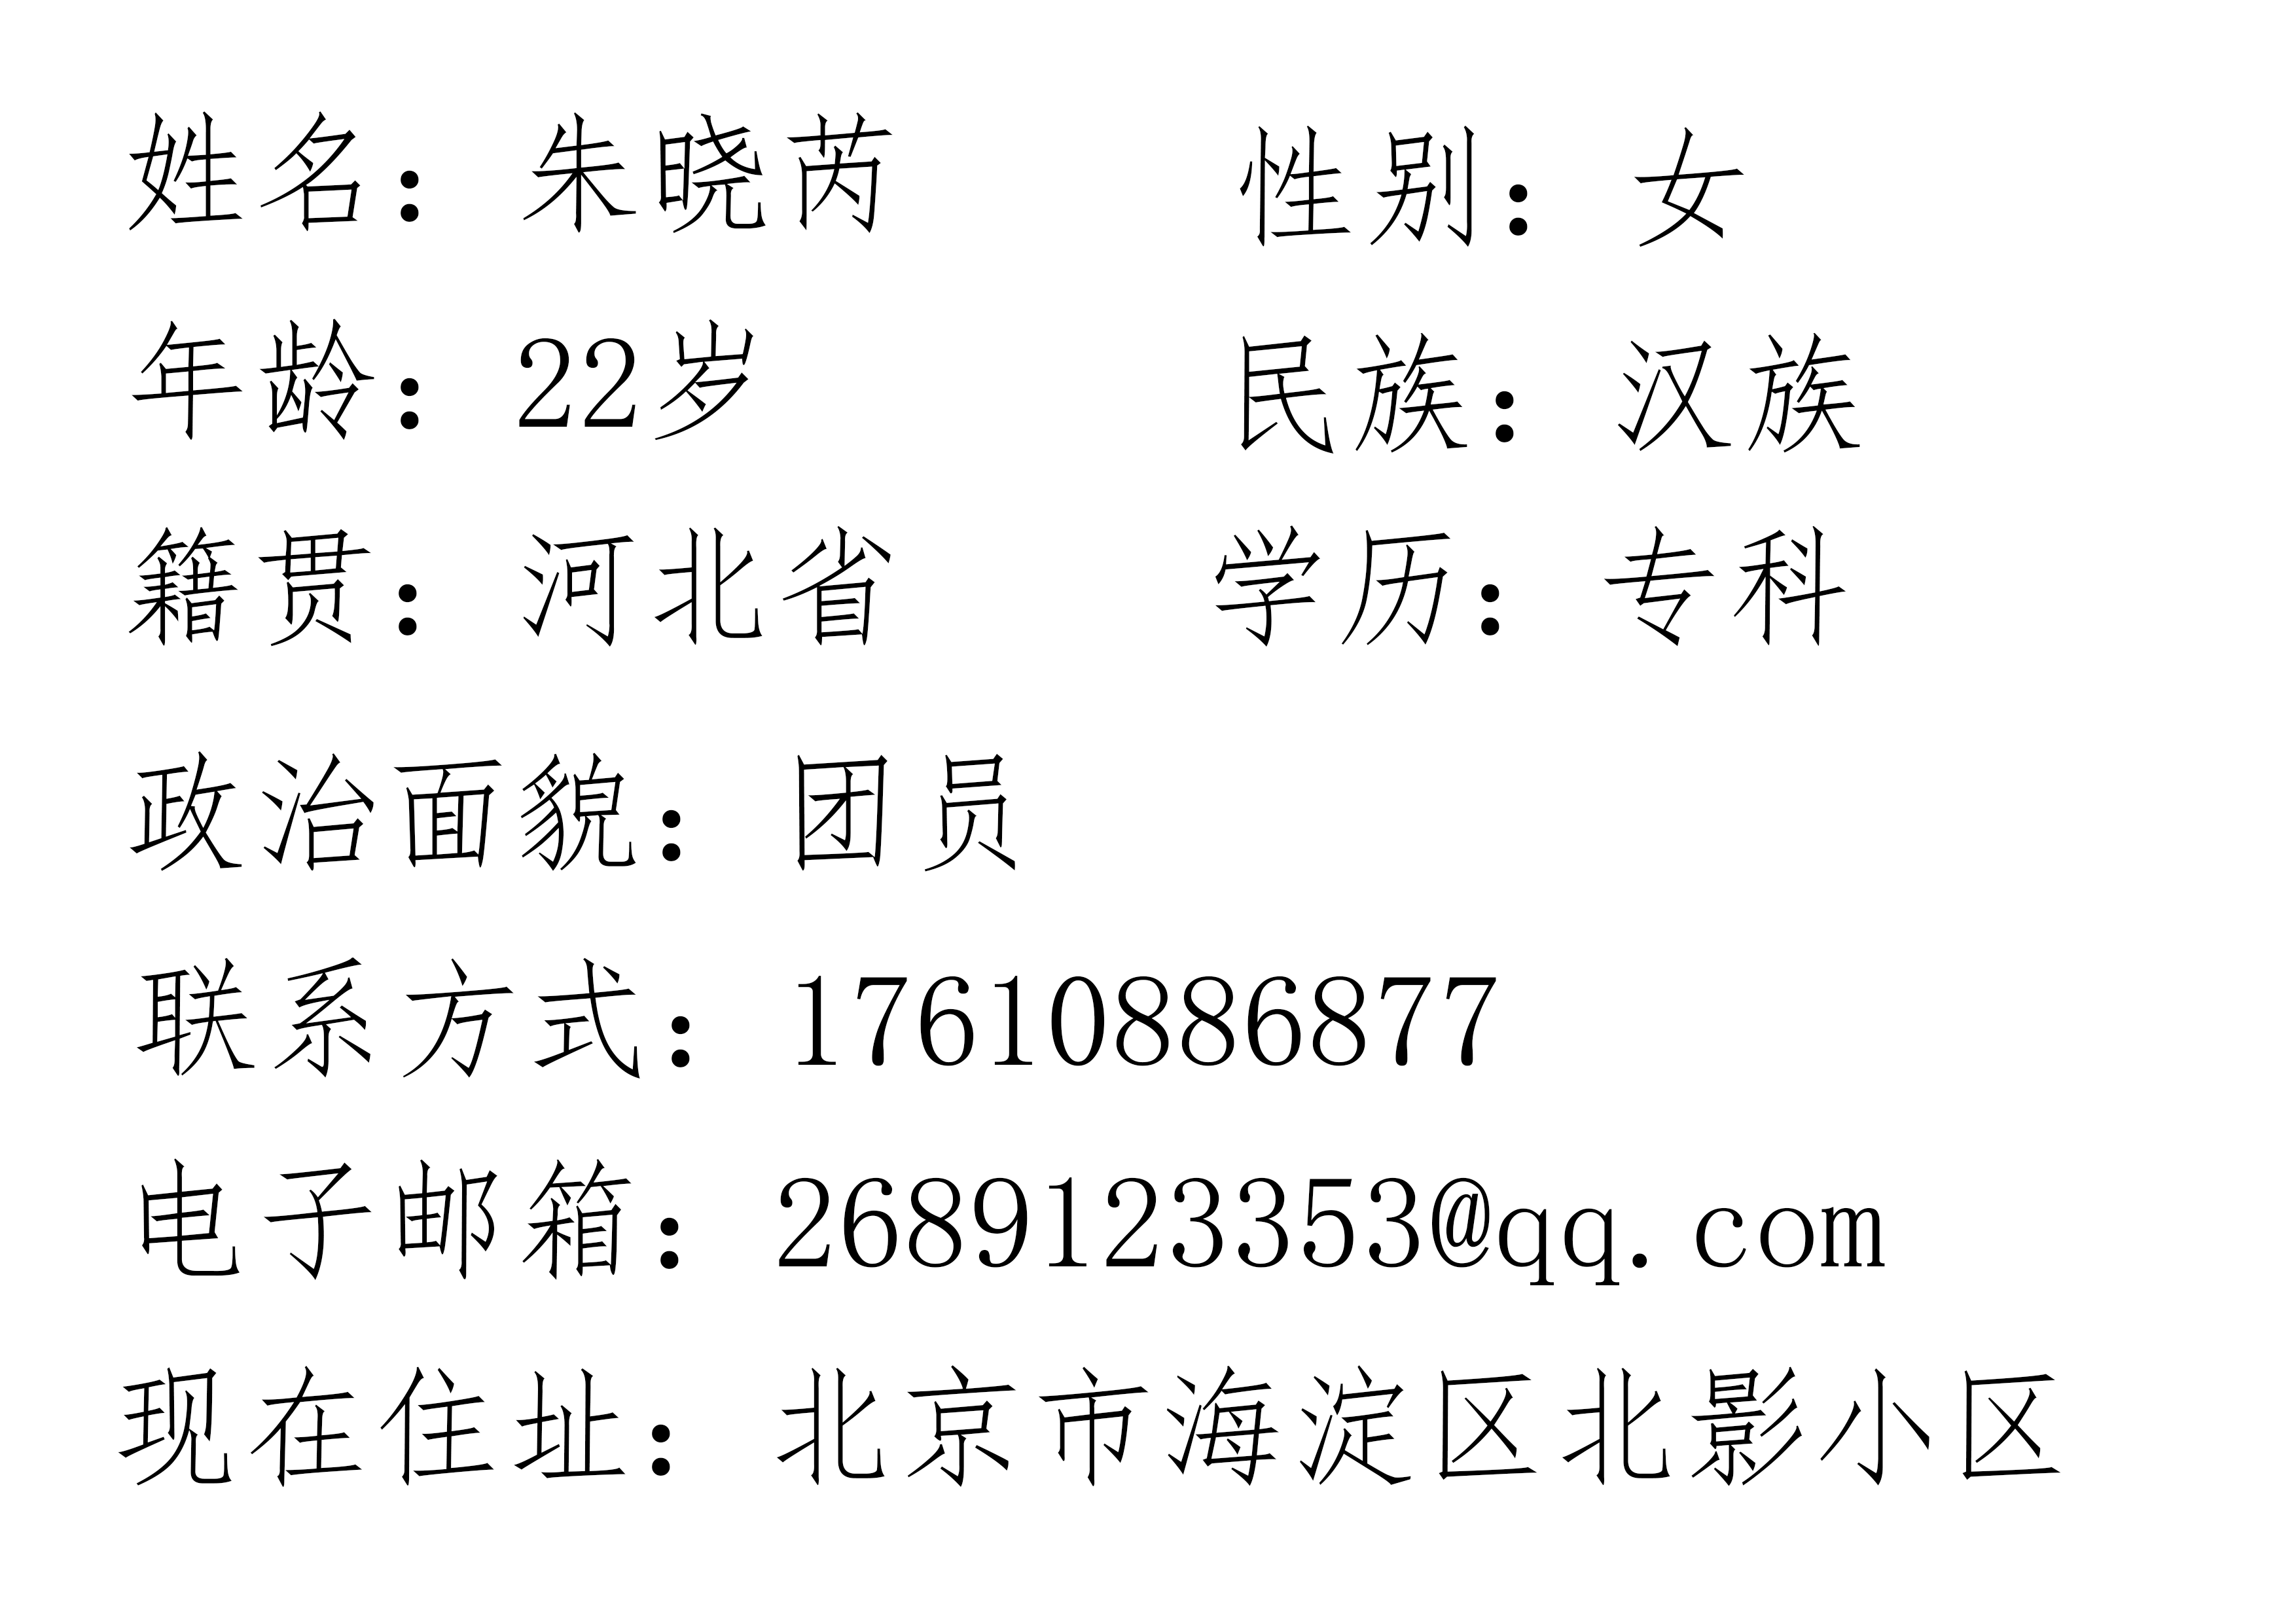 姓名：朱晓芮 性别：女
年龄：22岁 民族：汉族
籍贯：河北省 学历：专科
政治面貌：团员
联系方式：17610886877
电子邮箱：2689123353@qq.com
现在住址：北京市海淀区北影小区